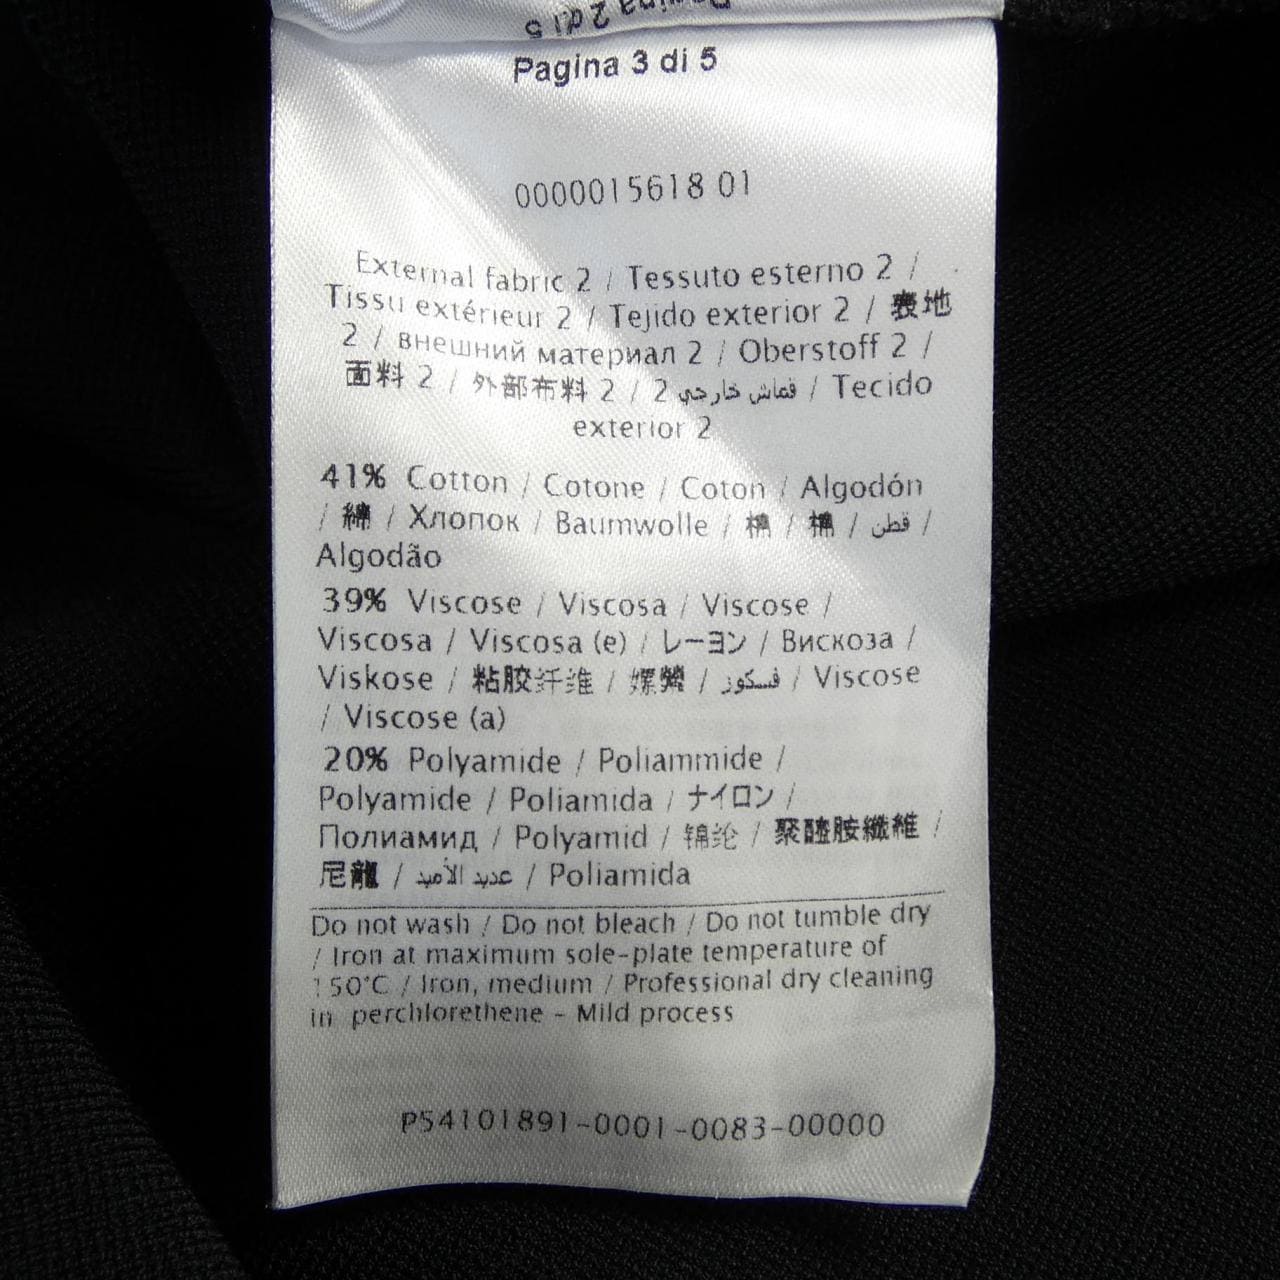 Pagina 2 di 5
Pagina 3 di 5
0000015618 01
External fabric 2 / Tessuto esterno 2 /
Tissu extérieur 2 / Tejido exterior 2 / 表地
2 / внешний материал 2 / Oberstoff 2 /
面料 2 / 外部布料 2 / 2 قماش خارجي / Tecido
exterior 2
41% Cotton / Cotone / Coton / Algodón
/ 綿 / Хлопок / Baumwolle / 棉 / 棉 / قطن /
Algodão
39% Viscose / Viscosa / Viscose /
Viscosa / Viscosa (e) / レーヨン / Вискоза /
Viskose / 粘胶纤维 / 嫘縈 / فسكوز / Viscose
/ Viscose (a)
20% Polyamide / Poliammide /
Polyamide / Poliamida / ナイロン /
Полиамид / Polyamid / 锦纶 / 聚醯胺纖維 /
尼龍 / عديد الأميد / Poliamida
Do not wash / Do not bleach / Do not tumble dry
/ Iron at maximum sole-plate temperature of
150°C / Iron, medium / Professional dry cleaning
in perchlorethene - Mild process
P54101891-0001-0083-00000